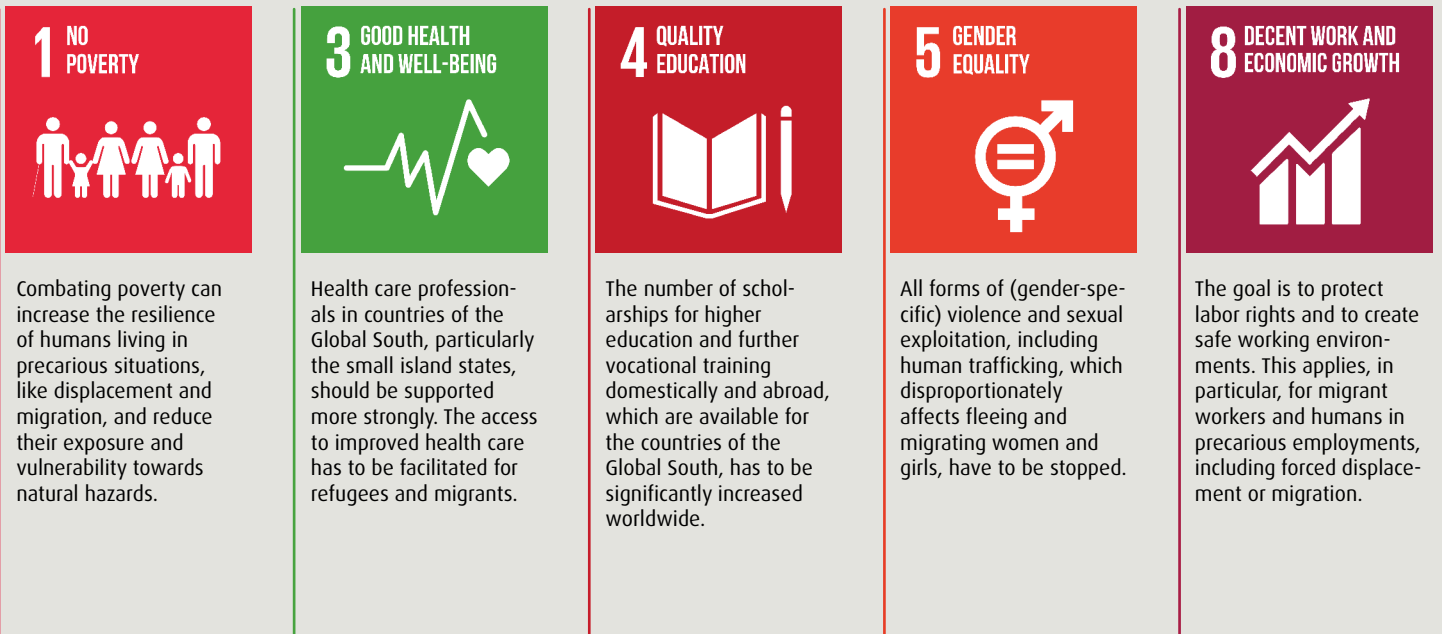 1 NO
POVERTY
Combating poverty can
increase the resilience
of humans living in
precarious situations,
like displacement and
migration, and reduce
their exposure and
vulnerability towards
natural hazards.
3 GOOD HEALTH
AND WELL-BEING
Health care profession-
als in countries of the
Global South, particularly
the small island states,
should be supported
more strongly. The access
to improved health care
has to be facilitated for
refugees and migrants.
4 QUALITY
EDUCATION
The number of schol-
arships for higher
education and further
vocational training
domestically and abroad,
which are available for
the countries of the
Global South, has to be
significantly increased
worldwide.
5 GENDER
EQUALITY
All forms of (gender-spe-
cific) violence and sexual
exploitation, including
human trafficking, which
disproportionately
affects fleeing and
migrating women and
girls, have to be stopped.
8 DECENT WORK AND
ECONOMIC GROWTH
The goal is to protect
labor rights and to create
safe working environ-
ments. This applies, in
particular, for migrant
workers and humans in
precarious employments,
including forced displace-
ment or migration.